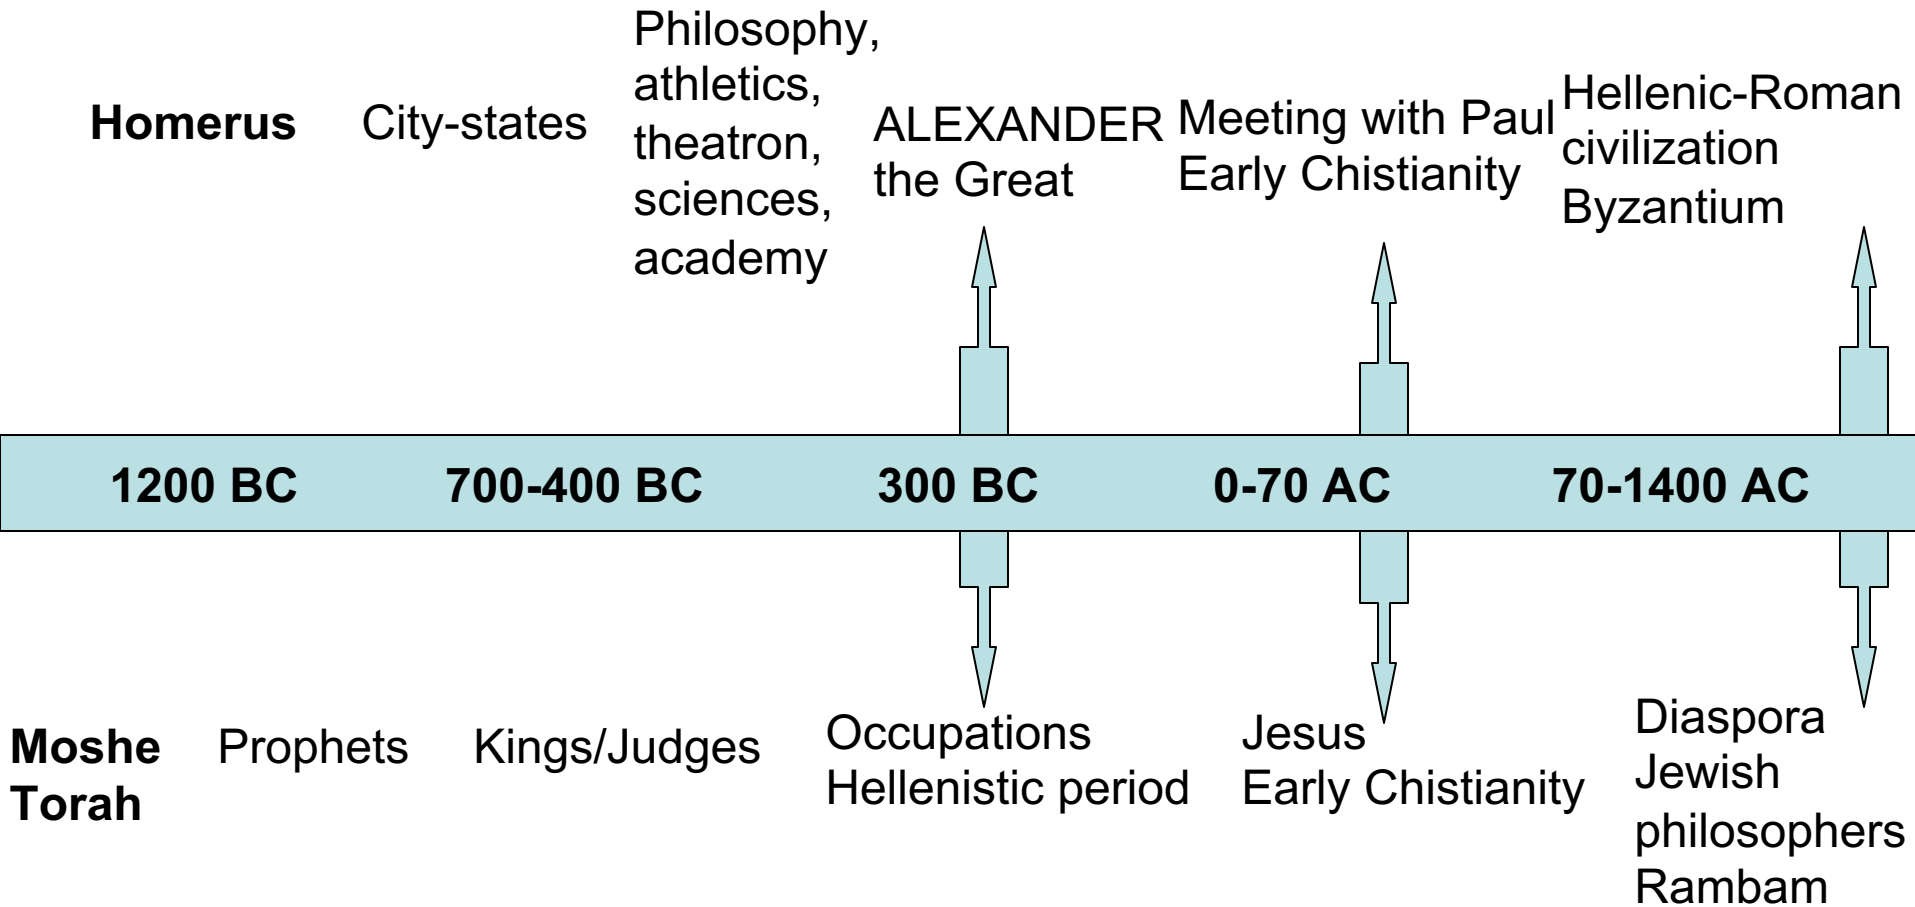 Homerus
City-states
Philosophy,
athletics,
theatron,
sciences,
academy
ALEXANDER
the Great
Meeting with Paul
Early Chistianity
Hellenic-Roman
civilization
Byzantium
1200 BC
700-400 BC
300 BC
0-70 AC
70-1400 AC
Moshe
Torah
Prophets
Kings/Judges
Occupations
Hellenistic period
Jesus
Early Chistianity
Diaspora
Jewish
philosophers
Rambam